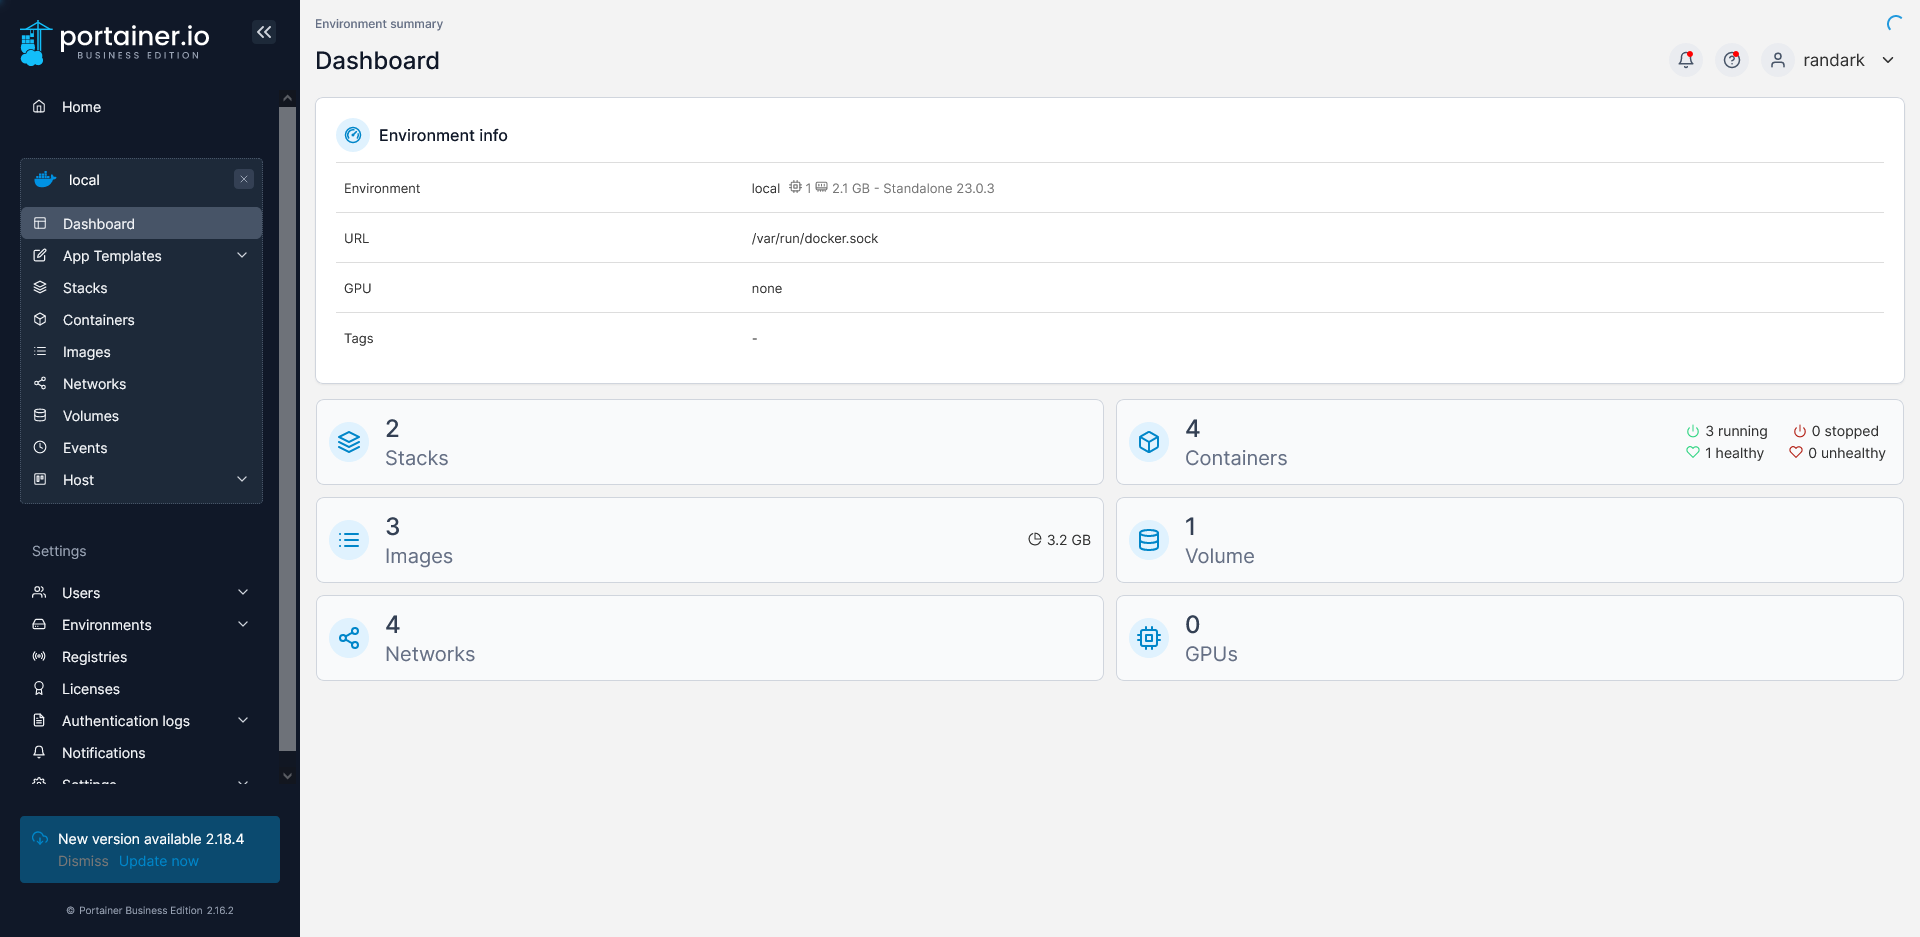 portainer.io
BUSINESS EDITION
Home
local
Dashboard
App Templates
Stacks
Containers
Images
Networks
Volumes
Events
Host
Settings
Users
Environments
Registries
Licenses
Authentication logs
Notifications
Settings
New version available 2.18.4
Dismiss Update now
© Portainer Business Edition 2.16.2
Environment summary
Dashboard
randark
Environment info
Environment local 1 2.1 GB - Standalone 23.0.3
URL /var/run/docker.sock
GPU none
Tags -
2
Stacks
4
Containers
3 running 0 stopped
1 healthy 0 unhealthy
3
Images
3.2 GB
1
Volume
4
Networks
0
GPUs